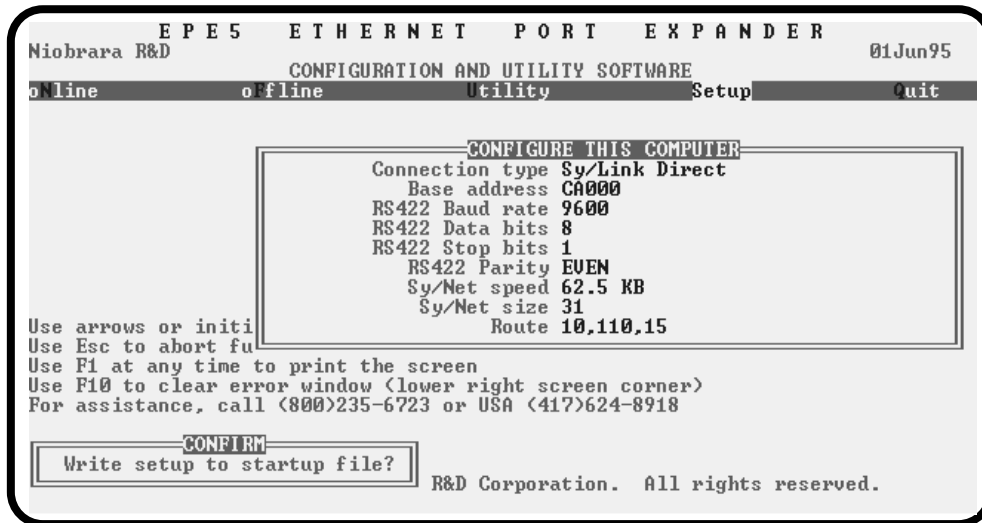 EPE5 ETHERNET PORT EXPANDER
Niobrara R&D 01Jun95
CONFIGURATION AND UTILITY SOFTWARE
oNline oFfline Utility Setup Quit
CONFIGURE THIS COMPUTER
Connection type Sy/Link Direct
Base address CA000
RS422 Baud rate 9600
RS422 Data bits 8
RS422 Stop bits 1
RS422 Parity EVEN
Sy/Net speed 62.5 KB
Sy/Net size 31
Route 10,110,15
Use arrows or initi
Use Esc to abort fu
Use F1 at any time to print the screen
Use F10 to clear error window (lower right screen corner)
For assistance, call (800)235-6723 or USA (417)624-8918
CONFIRM
Write setup to startup file?
R&D Corporation. All rights reserved.